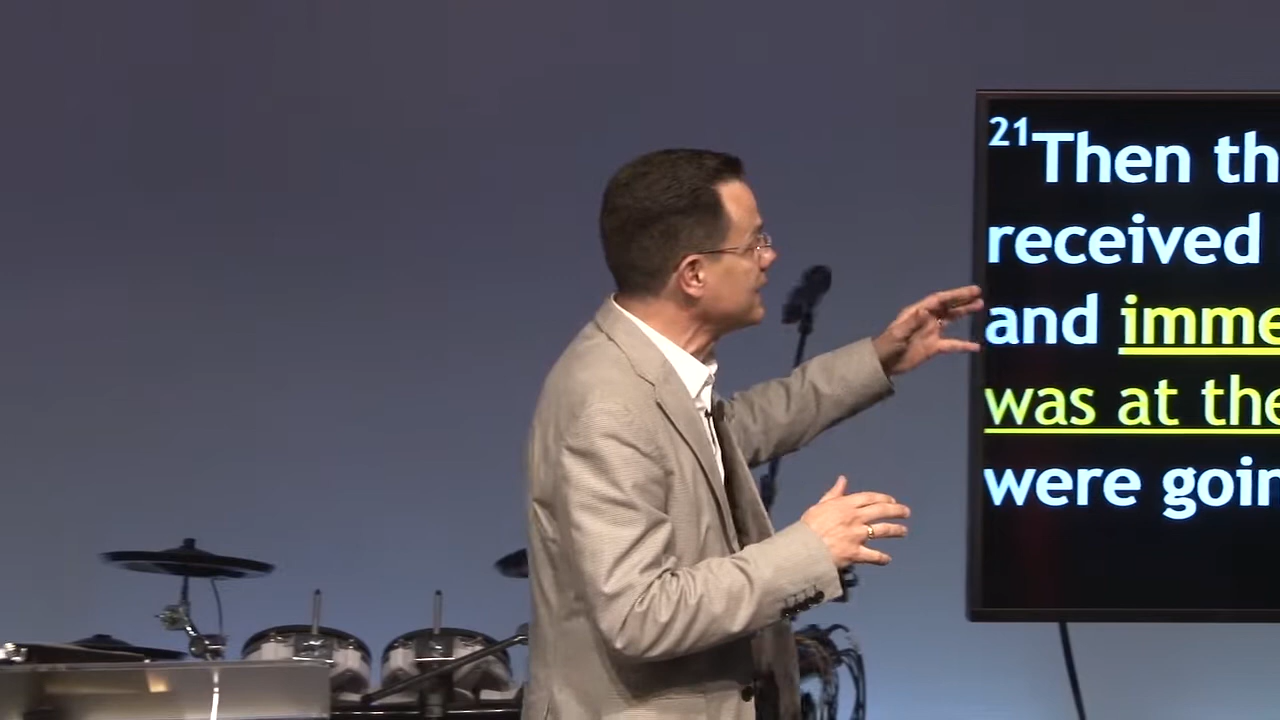 21Then th
received
and imme
was at the
were goin